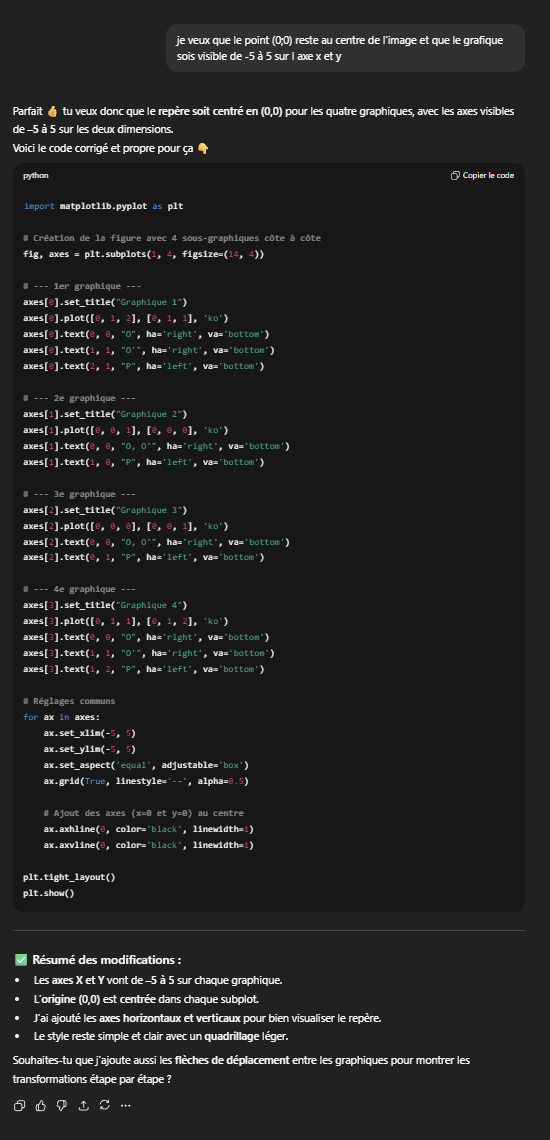 je veux que le point (0;0) reste au centre de l'image et que le grafique
sois visible de -5 à 5 sur l axe x et y
Parfait 👍 tu veux donc que le repère soit centré en (0,0) pour les quatre graphiques, avec les axes visibles
de –5 à 5 sur les deux dimensions.
Voici le code corrigé et propre pour ça 👇
python
Copier le code
import matplotlib.pyplot as plt
# Création de la figure avec 4 sous-graphiques côte à côte
fig, axes = plt.subplots(1, 4, figsize=(14, 4))
# --- 1er graphique ---
axes[0].set_title("Graphique 1")
axes[0].plot([0, 1, 2], [0, 1, 1], 'ko')
axes[0].text(0, 0, "O", ha='right', va='bottom')
axes[0].text(1, 1, "O'", ha='right', va='bottom')
axes[0].text(2, 1, "P", ha='left', va='bottom')
# --- 2e graphique ---
axes[1].set_title("Graphique 2")
axes[1].plot([0, 0, 1], [0, 0, 0], 'ko')
axes[1].text(0, 0, "O, O'", ha='right', va='bottom')
axes[1].text(1, 0, "P", ha='left', va='bottom')
# --- 3e graphique ---
axes[2].set_title("Graphique 3")
axes[2].plot([0, 0, 0], [0, 0, 1], 'ko')
axes[2].text(0, 0, "O, O'", ha='right', va='bottom')
axes[2].text(0, 1, "P", ha='left', va='bottom')
# --- 4e graphique ---
axes[3].set_title("Graphique 4")
axes[3].plot([0, 1, 1], [0, 1, 2], 'ko')
axes[3].text(0, 0, "O", ha='right', va='bottom')
axes[3].text(1, 1, "O'", ha='right', va='bottom')
axes[3].text(1, 2, "P", ha='left', va='bottom')
# Réglages communs
for ax in axes:
    ax.set_xlim(-5, 5)
    ax.set_ylim(-5, 5)
    ax.set_aspect('equal', adjustable='box')
    ax.grid(True, linestyle='--', alpha=0.5)
    # Ajout des axes (x=0 et y=0) au centre
    ax.axhline(0, color='black', linewidth=1)
    ax.axvline(0, color='black', linewidth=1)
plt.tight_layout()
plt.show()
✅ Résumé des modifications :
• Les axes X et Y vont de –5 à 5 sur chaque graphique.
• L'origine (0,0) est centrée dans chaque subplot.
• J'ai ajouté les axes horizontaux et verticaux pour bien visualiser le repère.
• Le style reste simple et clair avec un quadrillage léger.
Souhaites-tu que j'ajoute aussi les flèches de déplacement entre les graphiques pour montrer les
transformations étape par étape ?